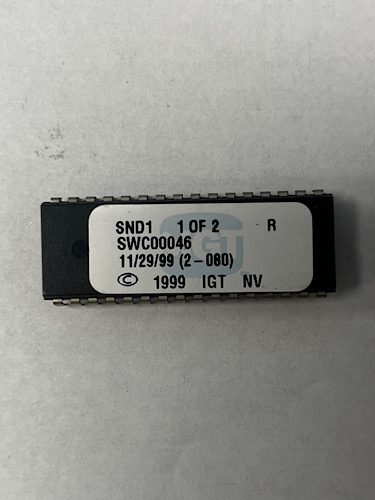 SND1 1 OF 2 R
SWC00046
11/29/99 (2-080)
© 1999 IGT NV